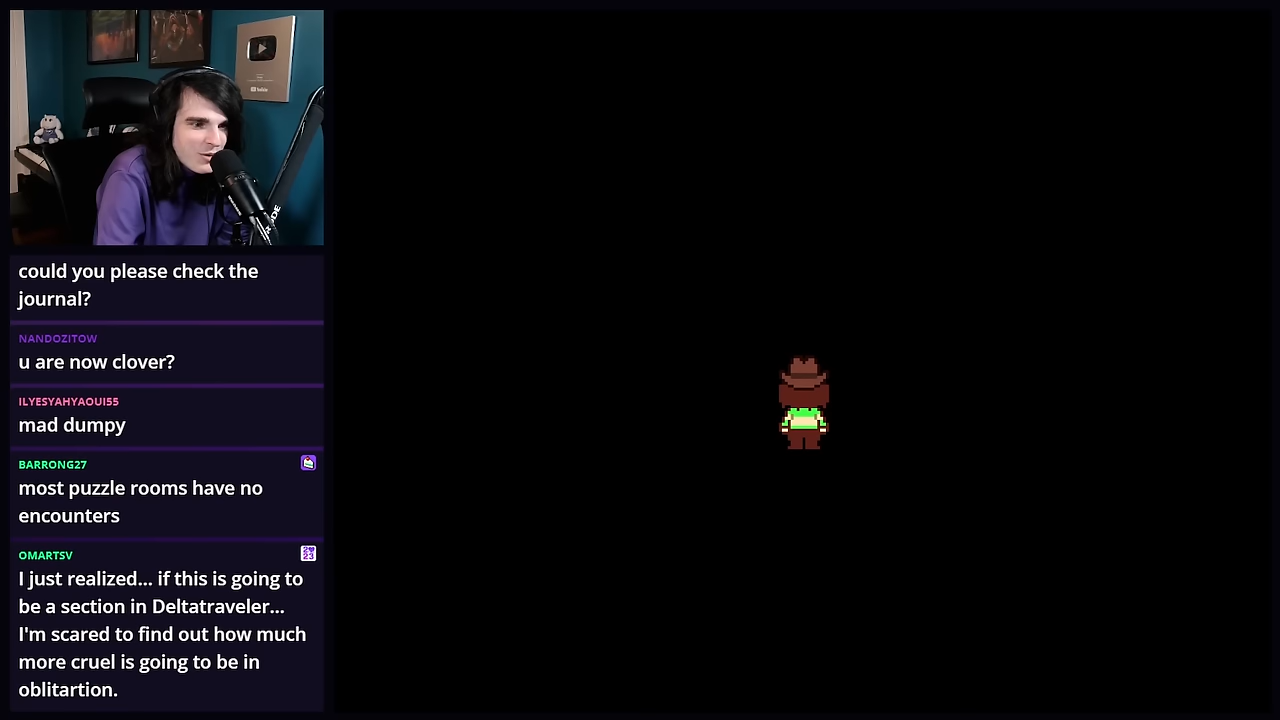 could you please check the
journal?
NANDOZITOW
u are now clover?
ILYESYAHYAOUI55
mad dumpy
BARRONG27
most puzzle rooms have no
encounters
OMARTSV
I just realized... if this is going to
be a section in Deltatraveler...
I'm scared to find out how much
more cruel is going to be in
oblitartion.